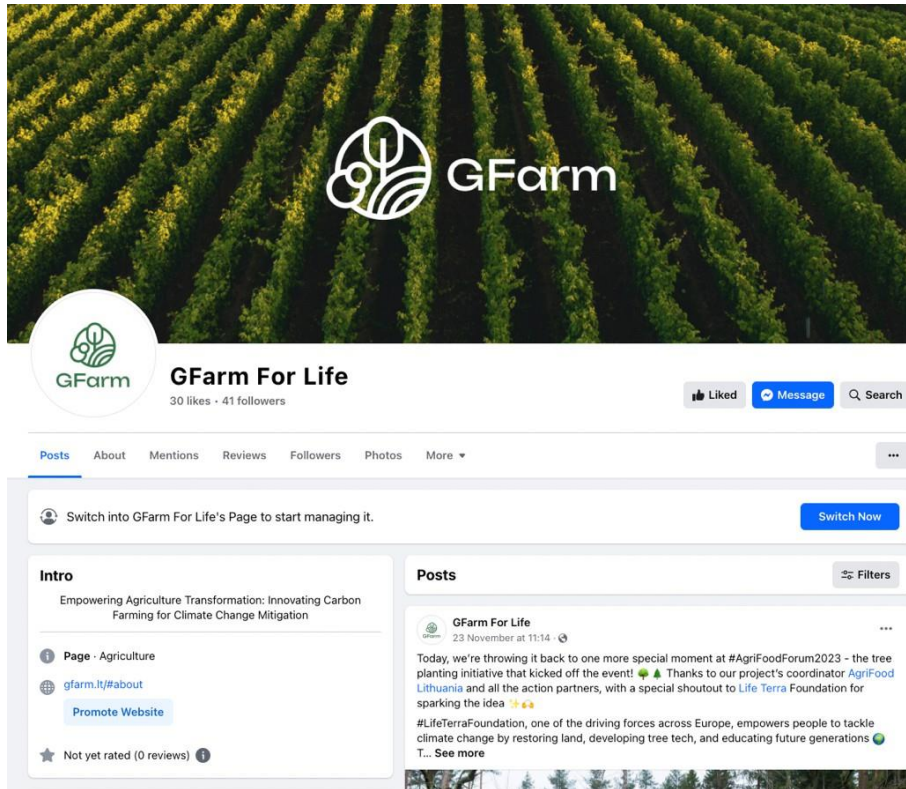 GFarm
GFarm
GFarm For Life
30 likes · 41 followers
Liked
Message
Search
Posts
About
Mentions
Reviews
Followers
Photos
More
Switch into GFarm For Life's Page to start managing it.
Switch Now
Intro
Empowering Agriculture Transformation: Innovating Carbon
Farming for Climate Change Mitigation
Page · Agriculture
gfarm.lt/#about
Promote Website
Not yet rated (0 reviews)
Posts
Filters
GFarm
GFarm For Life
23 November at 11:14 ·
Today, we're throwing it back to one more special moment at #AgriFoodForum2023 - the tree
planting initiative that kicked off the event! 🌳🌲 Thanks to our project's coordinator AgriFood
Lithuania and all the action partners, with a special shoutout to Life Terra Foundation for
sparking the idea ✨🙌
#LifeTerraFoundation, one of the driving forces across Europe, empowers people to tackle
climate change by restoring land, developing tree tech, and educating future generations 🌍
T... See more